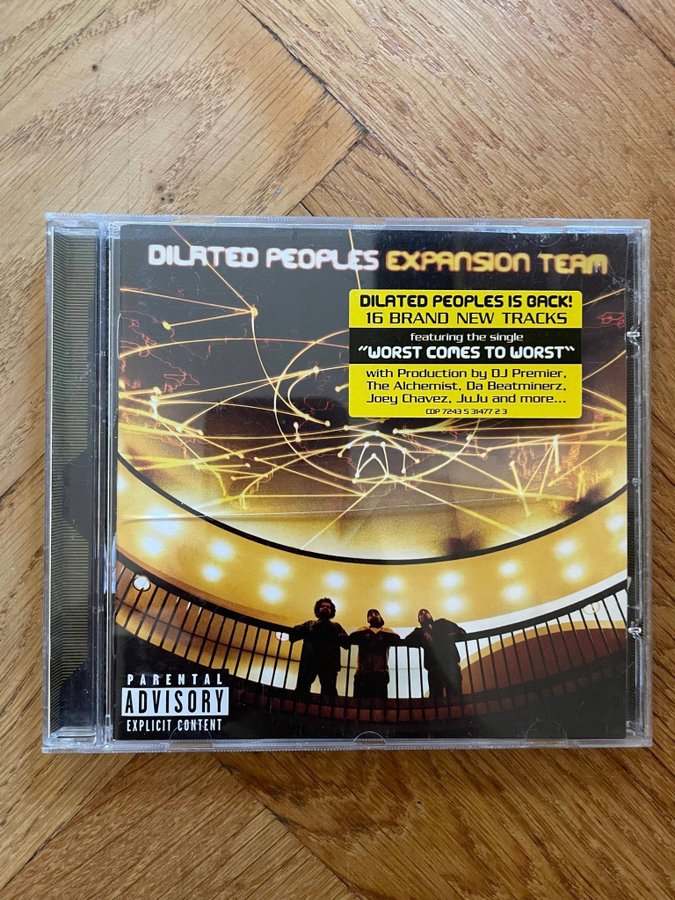 DILATED PEOPLES EXPANSION TEAM
DILATED PEOPLES IS BACK!
16 BRAND NEW TRACKS
featuring the single
“WORST COMES TO WORST“
with Production by DJ Premier,
The Alchemist, Da Beatminerz,
Joey Chavez, JuJu and more...
CDP 7243 5 31477 2 3
PARENTAL
ADVISORY
EXPLICIT CONTENT